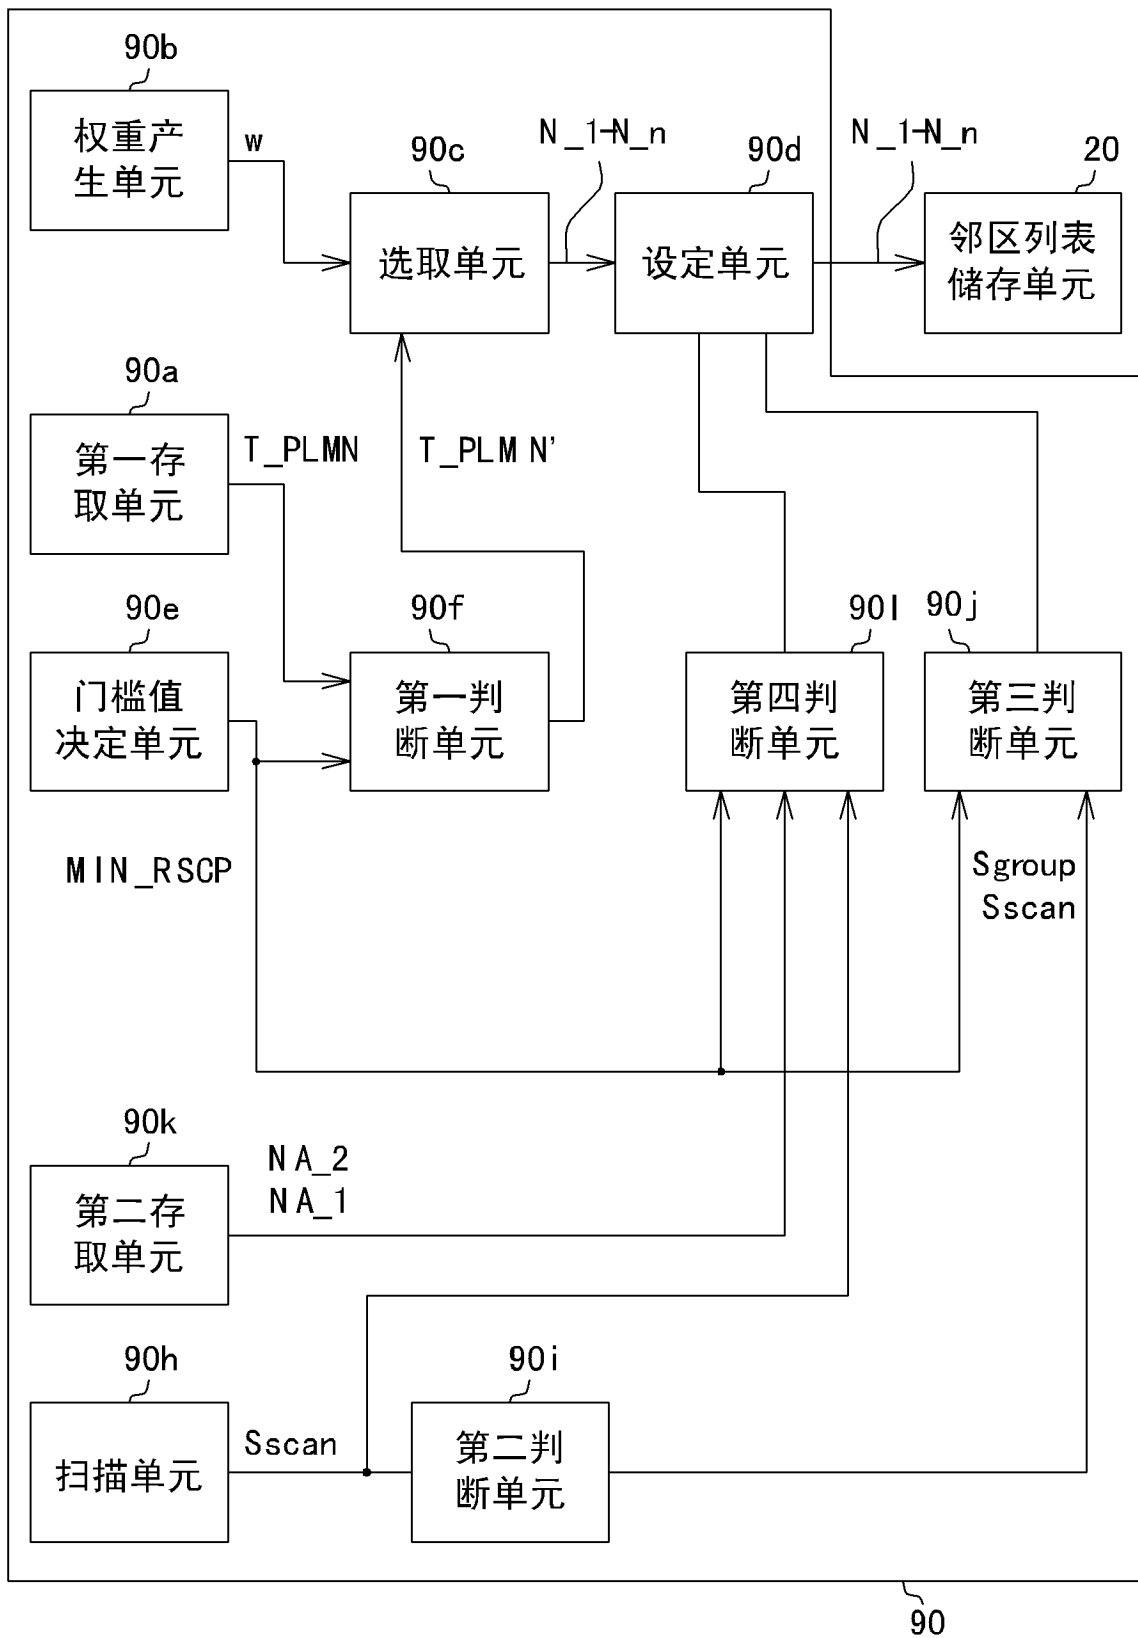 90b
权重产
生单元
w
90c
选取单元
N_1-N_n
90d
设定单元
N_1-N_n
20
邻区列表
储存单元
90a
第一存
取单元
T_PLMN
T_PLMN'
90e
门槛值
决定单元
90f
第一判
断单元
90l
第四判
断单元
90j
第三判
断单元
MIN_RSCP
Sgroup
Sscan
90k
第二存
取单元
NA_2
NA_1
90h
扫描单元
Sscan
90i
第二判
断单元
90